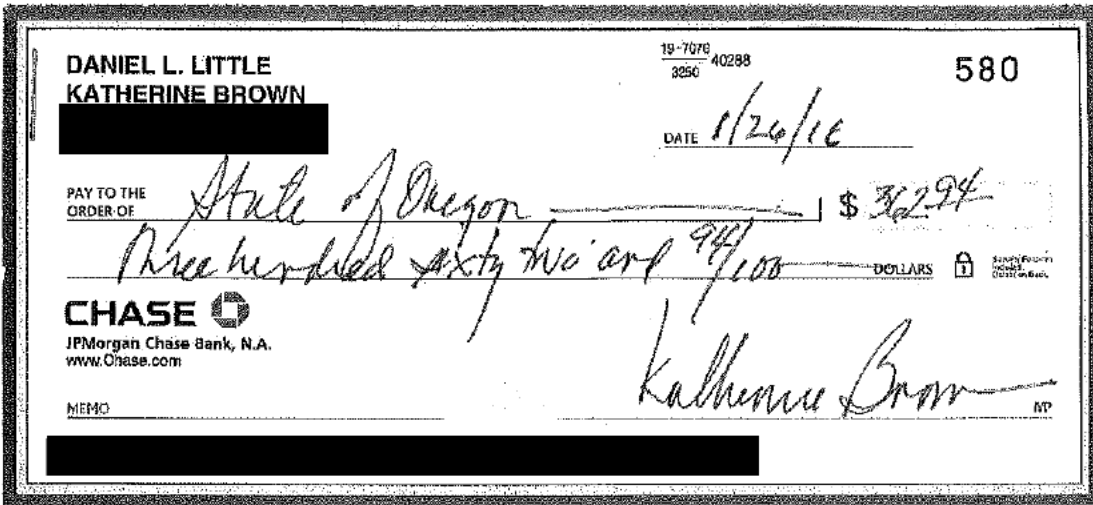 DANIEL L. LITTLE
KATHERINE BROWN
19-7076 40288
3250
580
DATE 1/26/16
PAY TO THE
ORDER OF State of Oregon $ 362.94
Three hundred sixty two and 94/100 DOLLARS
CHASE
JPMorgan Chase Bank, N.A.
www.Chase.com
Katherine Brown
MEMO MP